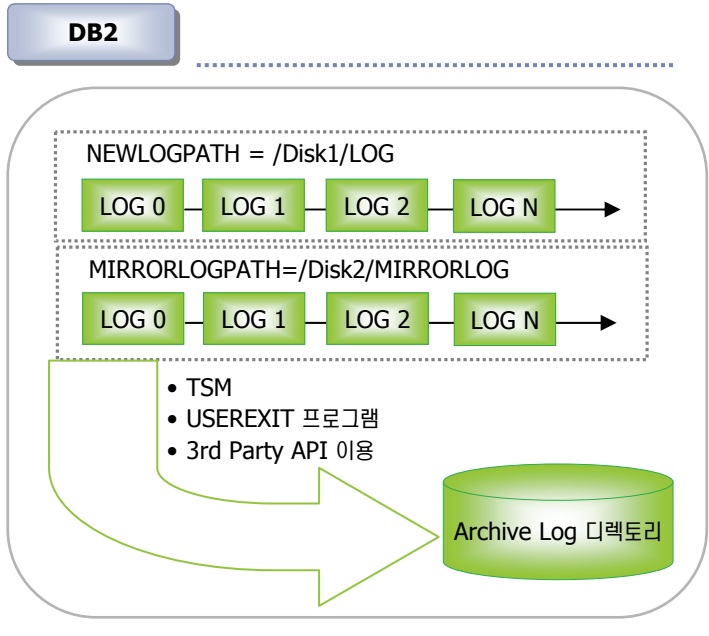 DB2
NEWLOGPATH = /Disk1/LOG
LOG 0 LOG 1 LOG 2 LOG N
MIRRORLOGPATH=/Disk2/MIRRORLOG
LOG 0 LOG 1 LOG 2 LOG N
• TSM
• USEREXIT 프로그램
• 3rd Party API 이용
Archive Log 디렉토리